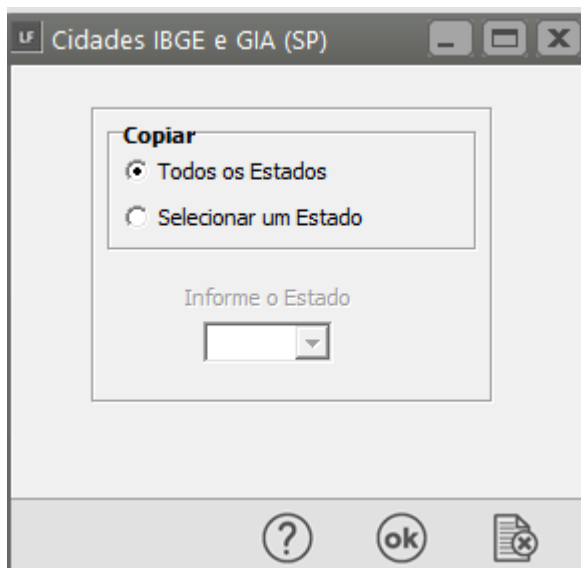 UF Cidades IBGE e GIA (SP)
Copiar
Todos os Estados
Selecionar um Estado
Informe o Estado
? ok